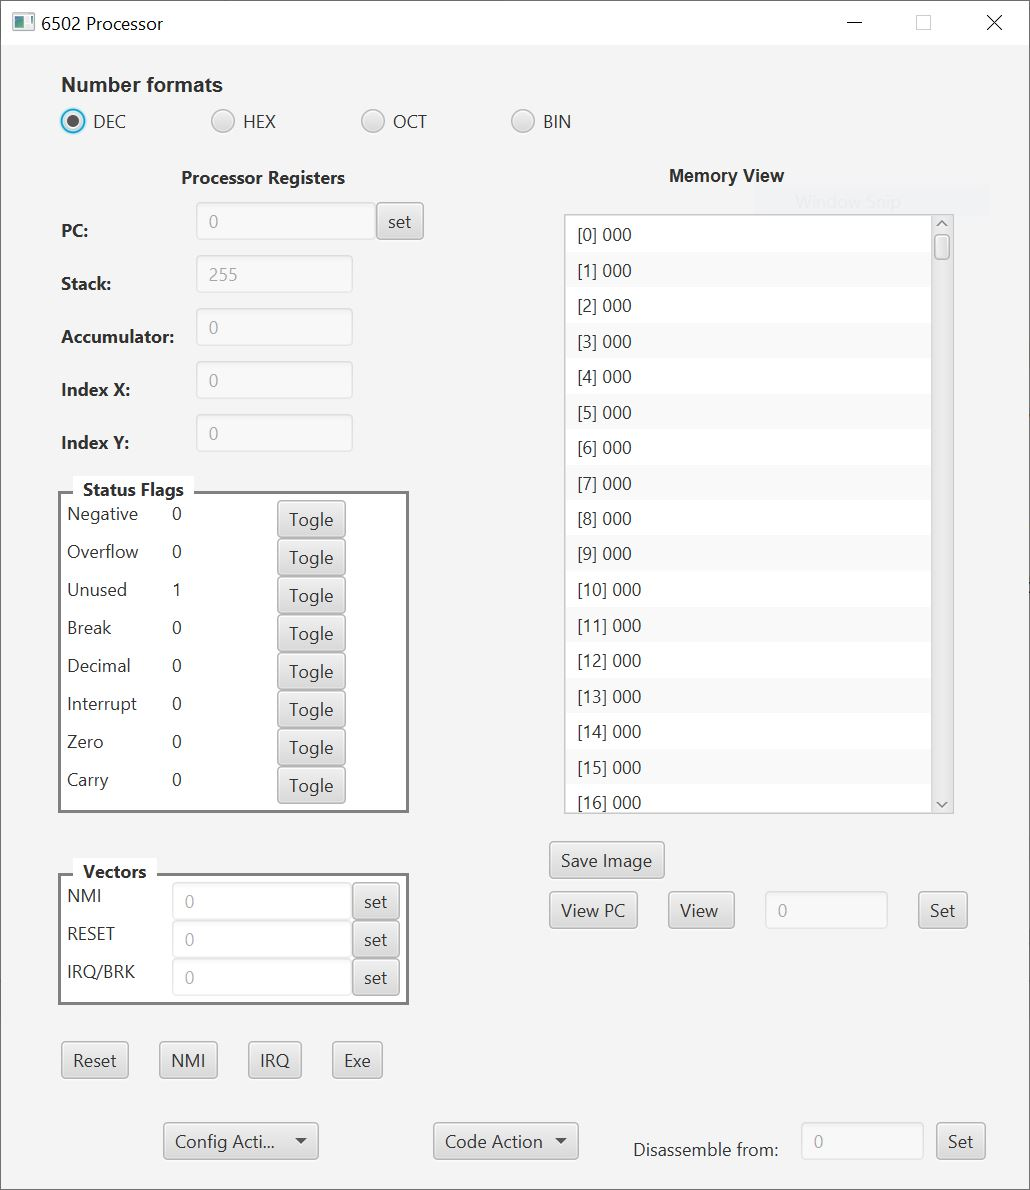 6502 Processor
Number formats
DEC HEX OCT BIN
Processor Registers
PC: 0 set
Stack: 255
Accumulator: 0
Index X: 0
Index Y: 0
Status Flags
Negative 0 Togle
Overflow 0 Togle
Unused 1 Togle
Break 0 Togle
Decimal 0 Togle
Interrupt 0 Togle
Zero 0 Togle
Carry 0 Togle
Vectors
NMI 0 set
RESET 0 set
IRQ/BRK 0 set
Reset NMI IRQ Exe
Memory View
Window Snip
[0] 000
[1] 000
[2] 000
[3] 000
[4] 000
[5] 000
[6] 000
[7] 000
[8] 000
[9] 000
[10] 000
[11] 000
[12] 000
[13] 000
[14] 000
[15] 000
[16] 000
Save Image
View PC View 0 Set
Config Acti... Code Action Disassemble from: 0 Set